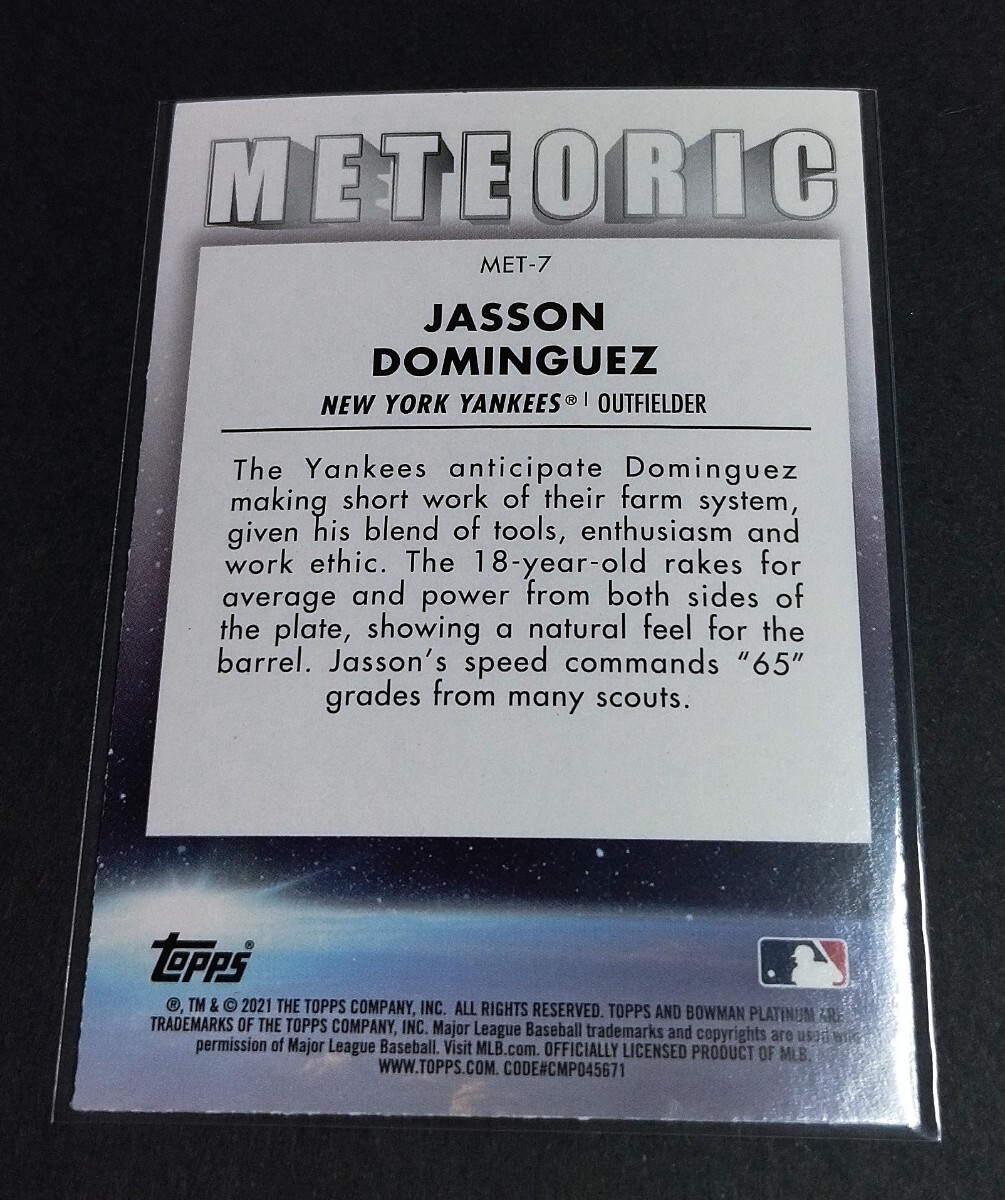 METEORIC
MET-7
JASSON
DOMINGUEZ
NEW YORK YANKEES® | OUTFIELDER
The Yankees anticipate Dominguez
making short work of their farm system,
given his blend of tools, enthusiasm and
work ethic. The 18-year-old rakes for
average and power from both sides of
the plate, showing a natural feel for the
barrel. Jasson's speed commands "65"
grades from many scouts.
topps®
®, TM & © 2021 THE TOPPS COMPANY, INC. ALL RIGHTS RESERVED. TOPPS AND BOWMAN PLATINUM ARE
TRADEMARKS OF THE TOPPS COMPANY, INC. Major League Baseball trademarks and copyrights are used with
permission of Major League Baseball. Visit MLB.com. OFFICIALLY LICENSED PRODUCT OF MLB.
WWW.TOPPS.COM. CODE#CMP045671